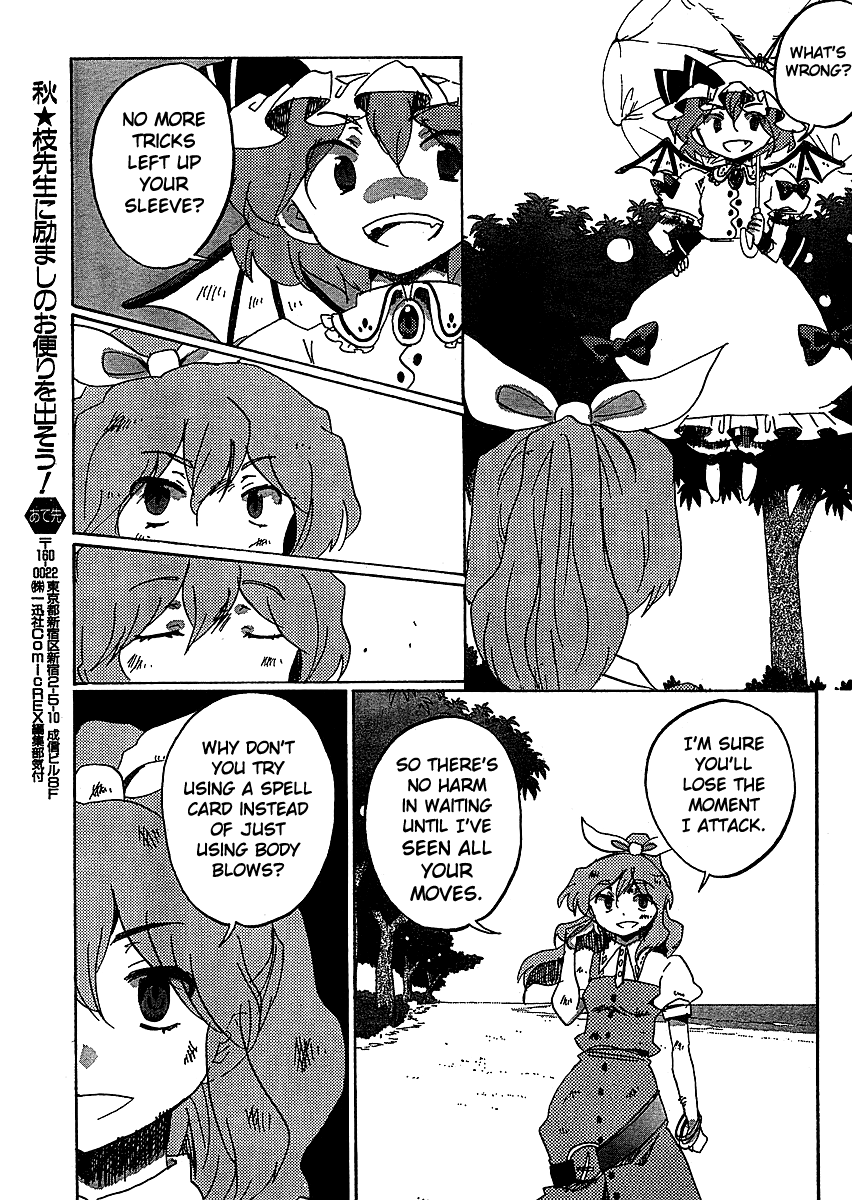 WHAT'S
WRONG?
NO MORE
TRICKS
LEFT UP
YOUR
SLEEVE?
I'M SURE
YOU'LL
LOSE THE
MOMENT
I ATTACK.
SO THERE'S
NO HARM
IN WAITING
UNTIL I'VE
SEEN ALL
YOUR
MOVES.
WHY DON'T
YOU TRY
USING A SPELL
CARD INSTEAD
OF JUST
USING BODY
BLOWS?
秋★枝先生に励ましのお便りを出そう!
あて先
〒160-0022
東京都新宿区新宿2-5-10 成信ビル8F
㈱一迅社ComicREX編集部気付